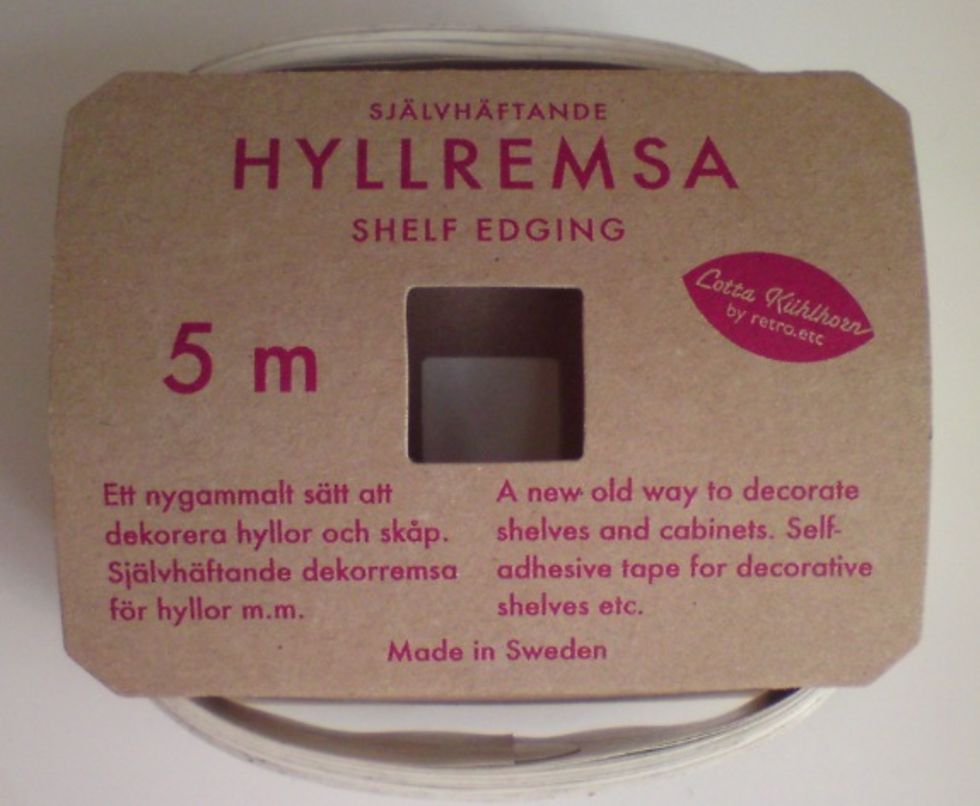 SJÄLVHÄFTANDE
HYLLREMSA
SHELF EDGING
Lotta Kühlhorn
by retro.etc
5 m
Ett nygammalt sätt att
dekorera hyllor och skåp.
Självhäftande dekorremsa
för hyllor m.m.
A new old way to decorate
shelves and cabinets. Self-
adhesive tape for decorative
shelves etc.
Made in Sweden